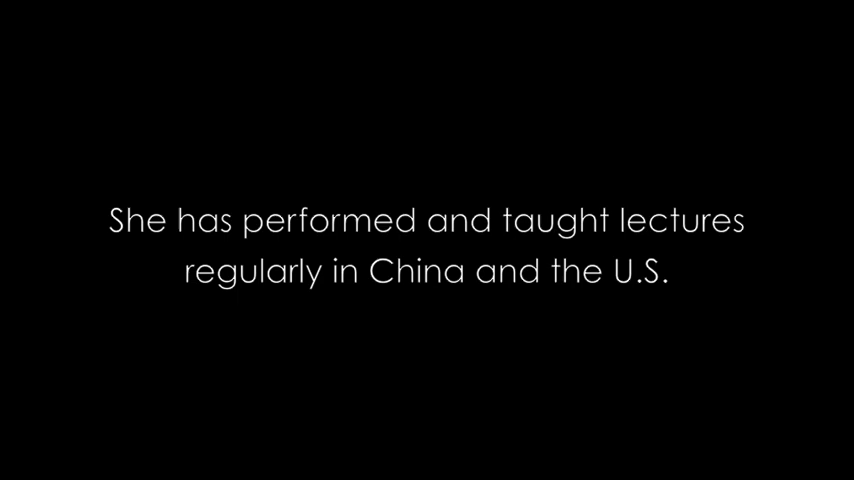 She has performed and taught lectures
regularly in China and the U.S.